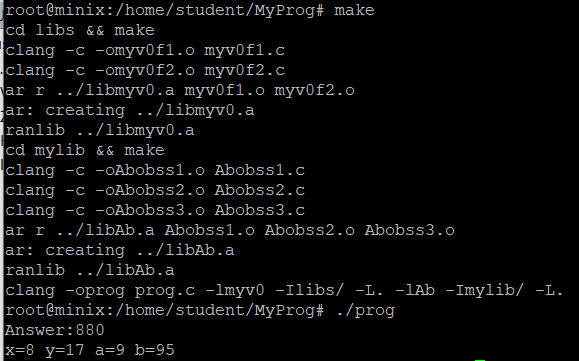 root@minix:/home/student/MyProg# make
cd libs && make
clang -c -omyv0f1.o myv0f1.c
clang -c -omyv0f2.o myv0f2.c
ar r ../libmyv0.a myv0f1.o myv0f2.o
ar: creating ../libmyv0.a
ranlib ../libmyv0.a
cd mylib && make
clang -c -oAbobss1.o Abobss1.c
clang -c -oAbobss2.o Abobss2.c
clang -c -oAbobss3.o Abobss3.c
ar r ../libAb.a Abobss1.o Abobss2.o Abobss3.o
ar: creating ../libAb.a
ranlib ../libAb.a
clang -oprog prog.c -lmyv0 -Ilibs/ -L. -lAb -Imylib/ -L.
root@minix:/home/student/MyProg# ./prog
Answer:880
x=8 y=17 a=9 b=95